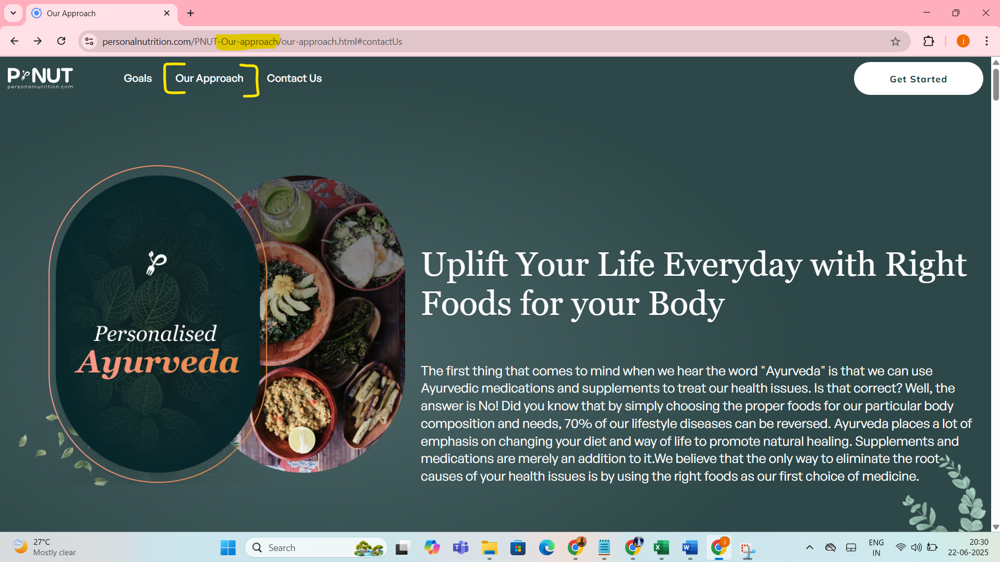 Our Approach
personalnutrition.com/PNUT-Our-approach/our-approach.html#contactUs
j
PNUT
personalnutrition.com
Goals
Our Approach
Contact Us
Get Started
Personalised
Ayurveda
Uplift Your Life Everyday with Right
Foods for your Body
The first thing that comes to mind when we hear the word "Ayurveda" is that we can use
Ayurvedic medications and supplements to treat our health issues. Is that correct? Well, the
answer is No! Did you know that by simply choosing the proper foods for our particular body
composition and needs, 70% of our lifestyle diseases can be reversed. Ayurveda places a lot of
emphasis on changing your diet and way of life to promote natural healing. Supplements and
medications are merely an addition to it.We believe that the only way to eliminate the root
causes of your health issues is by using the right foods as our first choice of medicine.
27°C
Mostly clear
Search
j
ENG
IN
20:30
22-06-2025